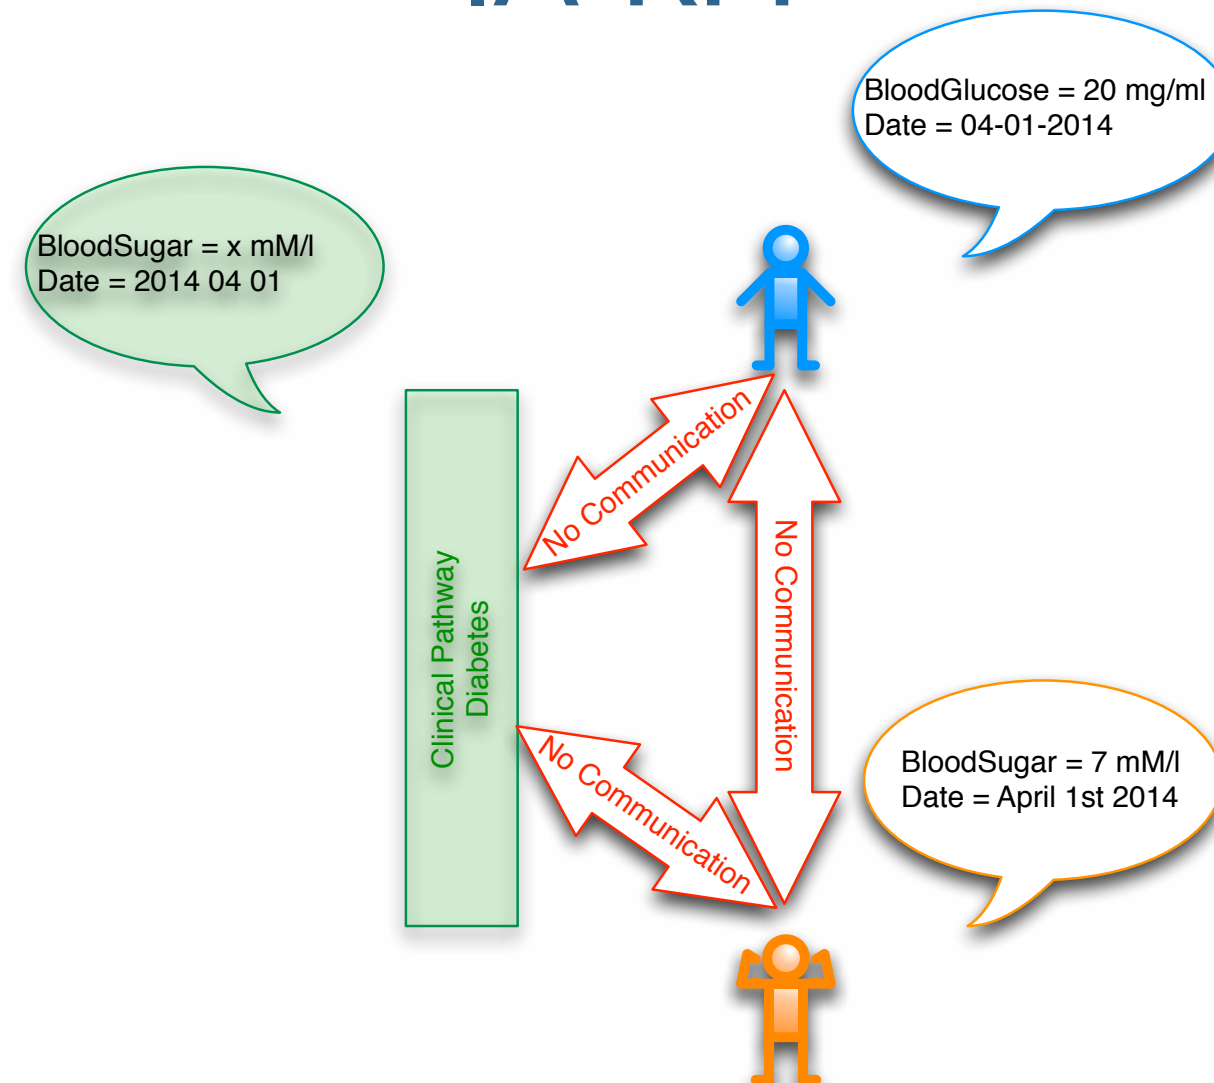 BloodGlucose = 20 mg/ml
Date = 04-01-2014
BloodSugar = x mM/l
Date = 2014 04 01
No Communication
No Communication
Clinical Pathway
Diabetes
No Communication
BloodSugar = 7 mM/l
Date = April 1st 2014